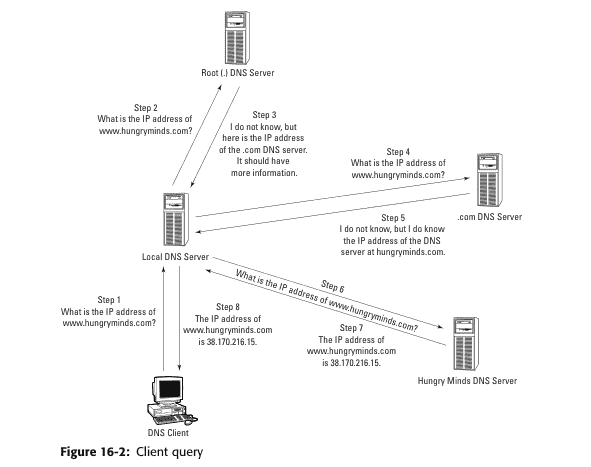 Root (.) DNS Server
Step 2
What is the IP address of
www.hungryminds.com?
Step 3
I do not know, but
here is the IP address
of the .com DNS server.
It should have
more information.
Step 4
What is the IP address of
www.hungryminds.com?
.com DNS Server
Step 5
I do not know, but I do know
the IP address of the DNS
server at hungryminds.com.
Local DNS Server
Step 6
What is the IP address of www.hungryminds.com?
Step 1
What is the IP address of
www.hungryminds.com?
Step 8
The IP address of
www.hungryminds.com
is 38.170.216.15.
Step 7
The IP address of
www.hungryminds.com
is 38.170.216.15.
Hungry Minds DNS Server
DNS Client
Figure 16-2: Client query